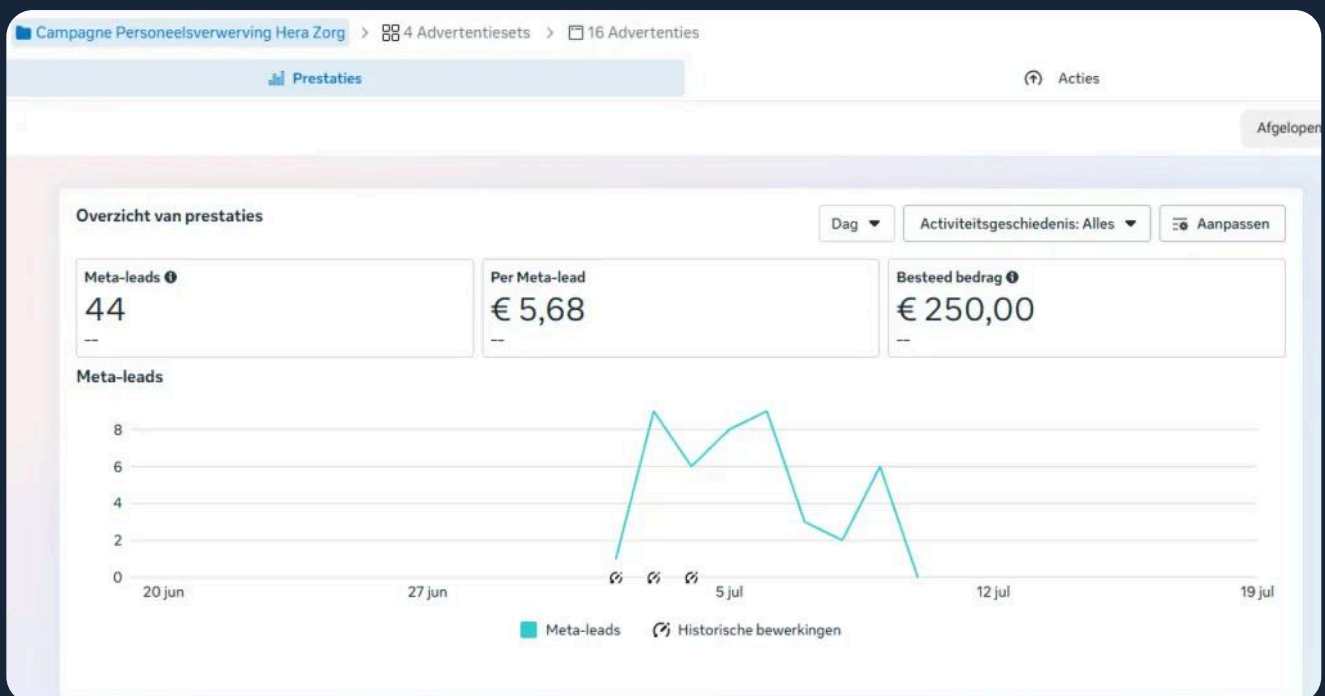 Campagne Personeelsverwerving Hera Zorg > 4 Advertentiesets > 16 Advertenties
Prestaties
Acties
Afgelopen
Overzicht van prestaties
Dag
Activiteitsgeschiedenis: Alles
Aanpassen
Meta-leads
44
--
Per Meta-lead
€ 5,68
--
Besteed bedrag
€ 250,00
--
Meta-leads
8
6
4
2
0
20 jun 27 jun 5 jul 12 jul 19 jul
Meta-leads Historische bewerkingen